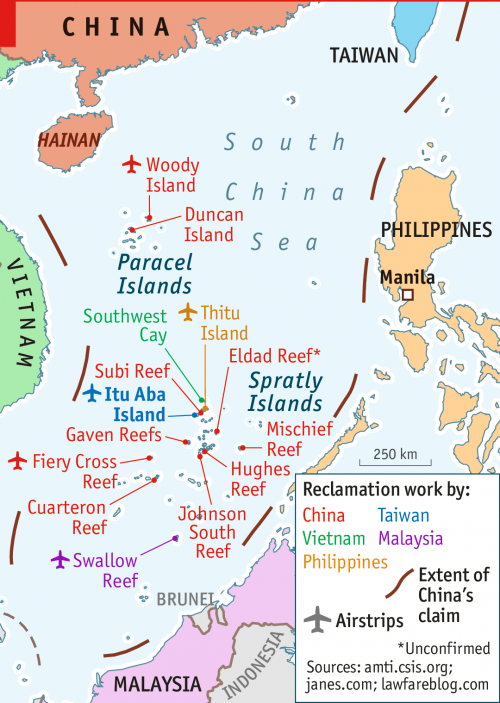 CHINA
TAIWAN
HAINAN
South
China
Sea
Woody
Island
Duncan
Island
PHILIPPINES
Manila
VIETNAM
Paracel
Islands
Southwest
Cay
Thitu
Island
Eldad Reef*
Subi Reef
Spratly
Islands
Itu Aba
Island
Gaven Reefs
Mischief
Reef
Fiery Cross
Reef
Hughes
Reef
250 km
Cuarteron
Reef
Johnson
South
Reef
Swallow
Reef
BRUNEI
MALAYSIA
INDONESIA
Reclamation work by:
China Taiwan
Vietnam Malaysia
Philippines
Extent of
China's
claim
Airstrips
*Unconfirmed
Sources: amti.csis.org;
janes.com; lawfareblog.com